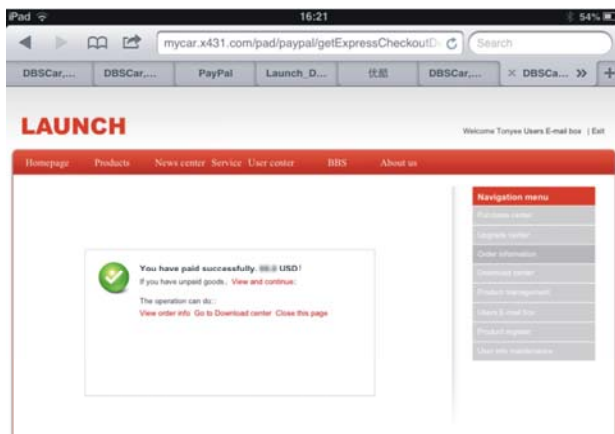 iPad 16:21 54%
mycar.x431.com/pad/paypal/getExpressCheckoutD Search
DBSCar,... DBSCar,... PayPal Launch_D... 优酷 DBSCar,... × DBSCa... »  +
LAUNCH
Welcome Tonyee Users E-mail box | Exit
Homepage Products News center Service User center BBS About us
Navigation menu
Purchase center
Upgrade center
Order information
Download center
Product management
Users E-mail Box
Product register
User info maintenance
You have paid successfully. USD!
If you have unpaid goods, View and continue:
The operation can do:
View order info Go to Download center Close this page